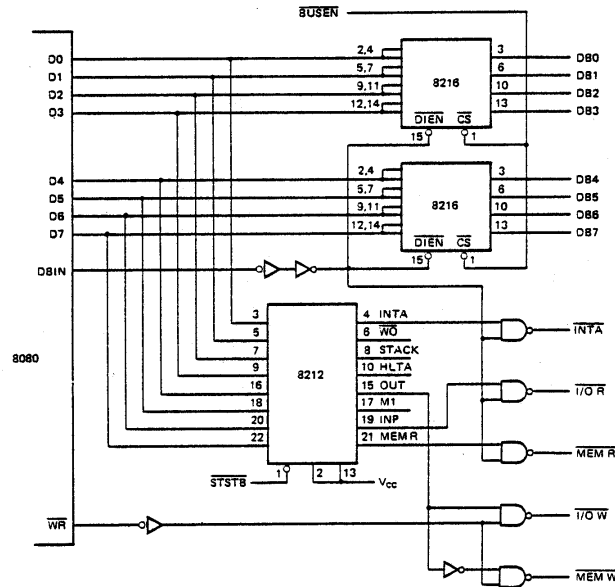 BUSEN
D0 2,4 3 DB0
D1 5,7 8216 6 DB1
D2 9,11 10 DB2
D3 12,14 13 DB3
DIEN CS
15 1
D4 2,4 3 DB4
D5 5,7 8216 6 DB5
D6 9,11 10 DB6
D7 12,14 13 DB7
DIEN CS
DBIN 15 1
3 4 INTA INTA
5 6 WO
7 8 STACK
8080 9 8212 10 HLTA
16 15 OUT I/O R
18 17 M1
20 19 INP
22 21 MEMR MEM R
1 2 13
STSTB VCC
WR I/O W
MEM W